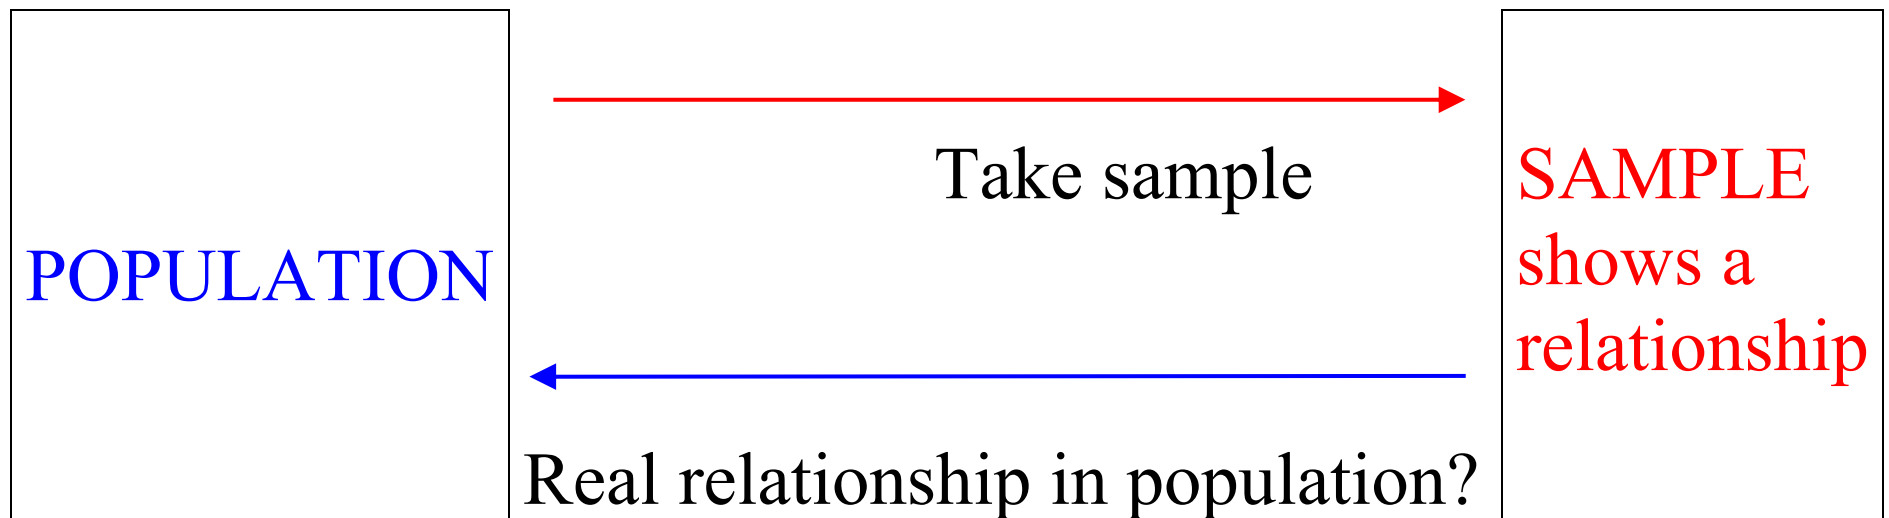 POPULATION
Take sample
Real relationship in population?
SAMPLE
shows a
relationship